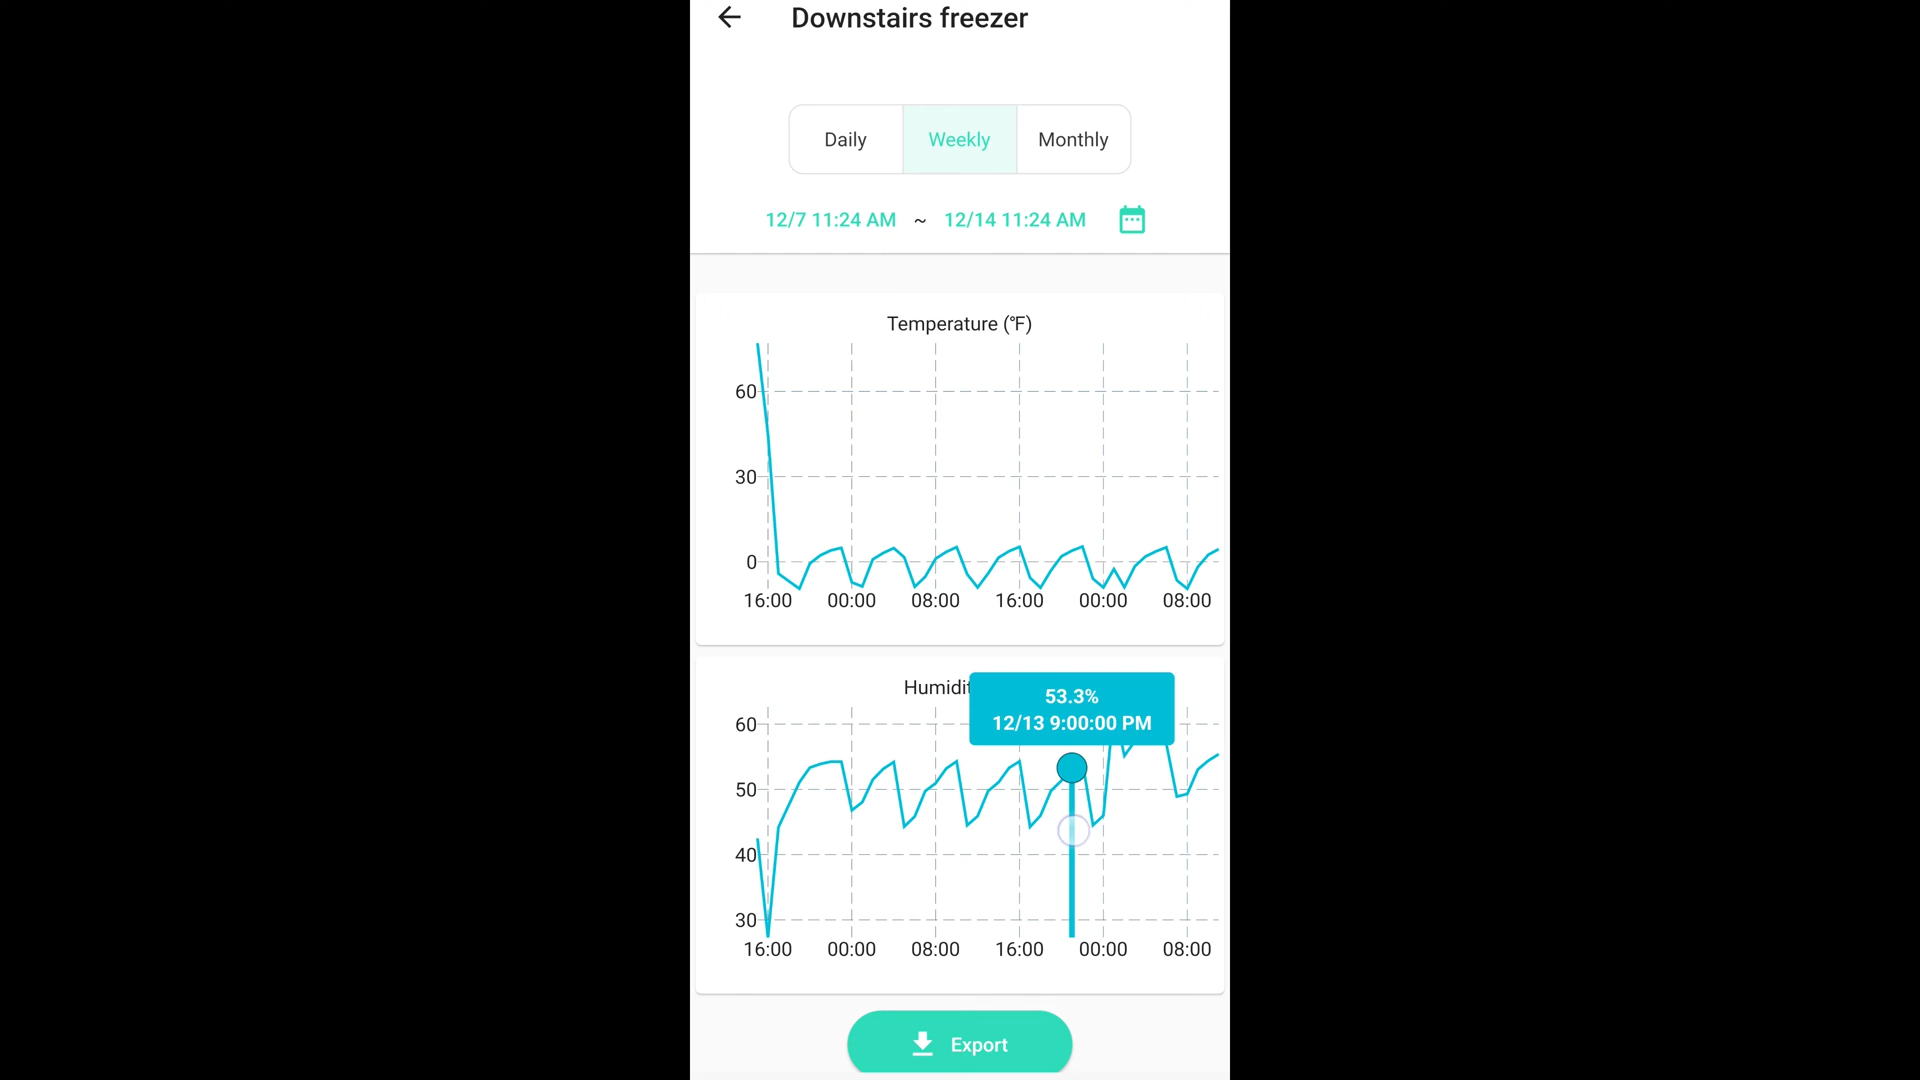 Downstairs freezer
Daily Weekly Monthly
12/7 11:24 AM ~ 12/14 11:24 AM
Temperature (℉)
60
30
0
16:00 00:00 08:00 16:00 00:00 08:00
Humidit
53.3%
12/13 9:00:00 PM
60
50
40
30
16:00 00:00 08:00 16:00 00:00 08:00
Export